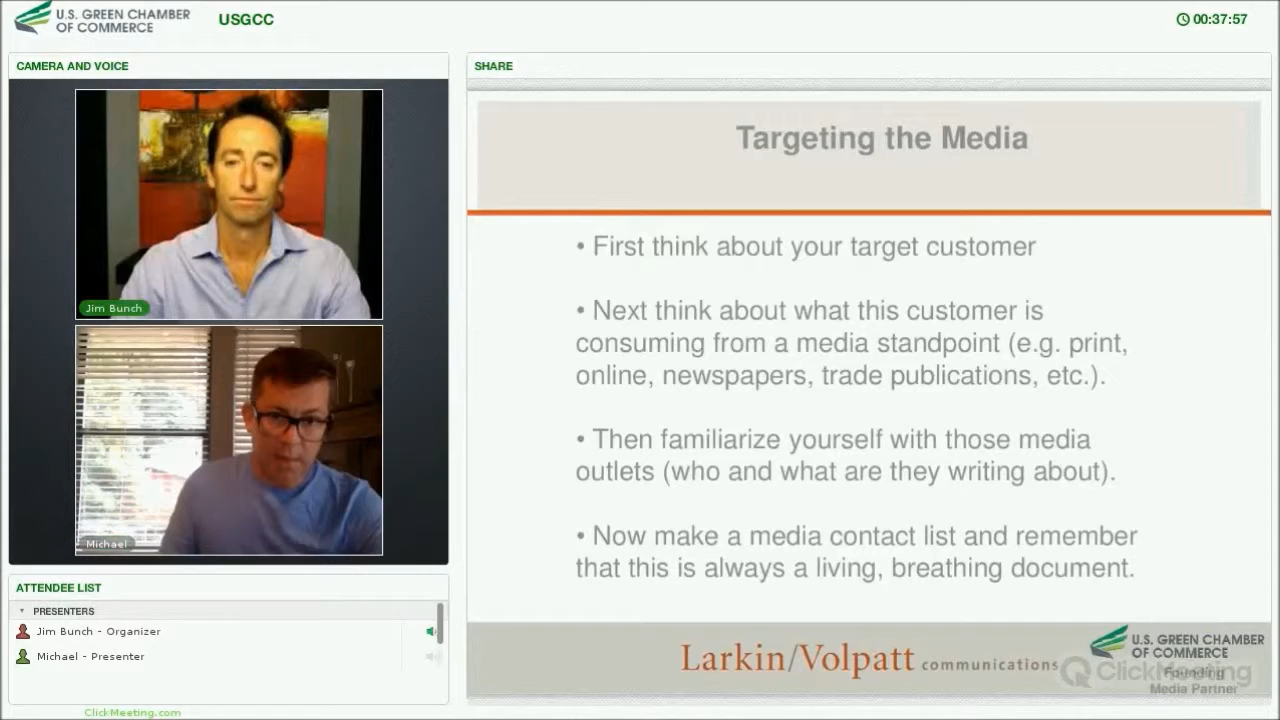 U.S. GREEN CHAMBER
OF COMMERCE
USGCC
00:37:57
CAMERA AND VOICE
Jim Bunch
Michael
ATTENDEE LIST
PRESENTERS
Jim Bunch - Organizer
Michael - Presenter
ClickMeeting.com
SHARE
Targeting the Media
• First think about your target customer
• Next think about what this customer is
consuming from a media standpoint (e.g. print,
online, newspapers, trade publications, etc.).
• Then familiarize yourself with those media
outlets (who and what are they writing about).
• Now make a media contact list and remember
that this is always a living, breathing document.
Larkin/Volpatt communications
U.S. GREEN CHAMBER
OF COMMERCE
ClickMeeting
Founding
Media Partner